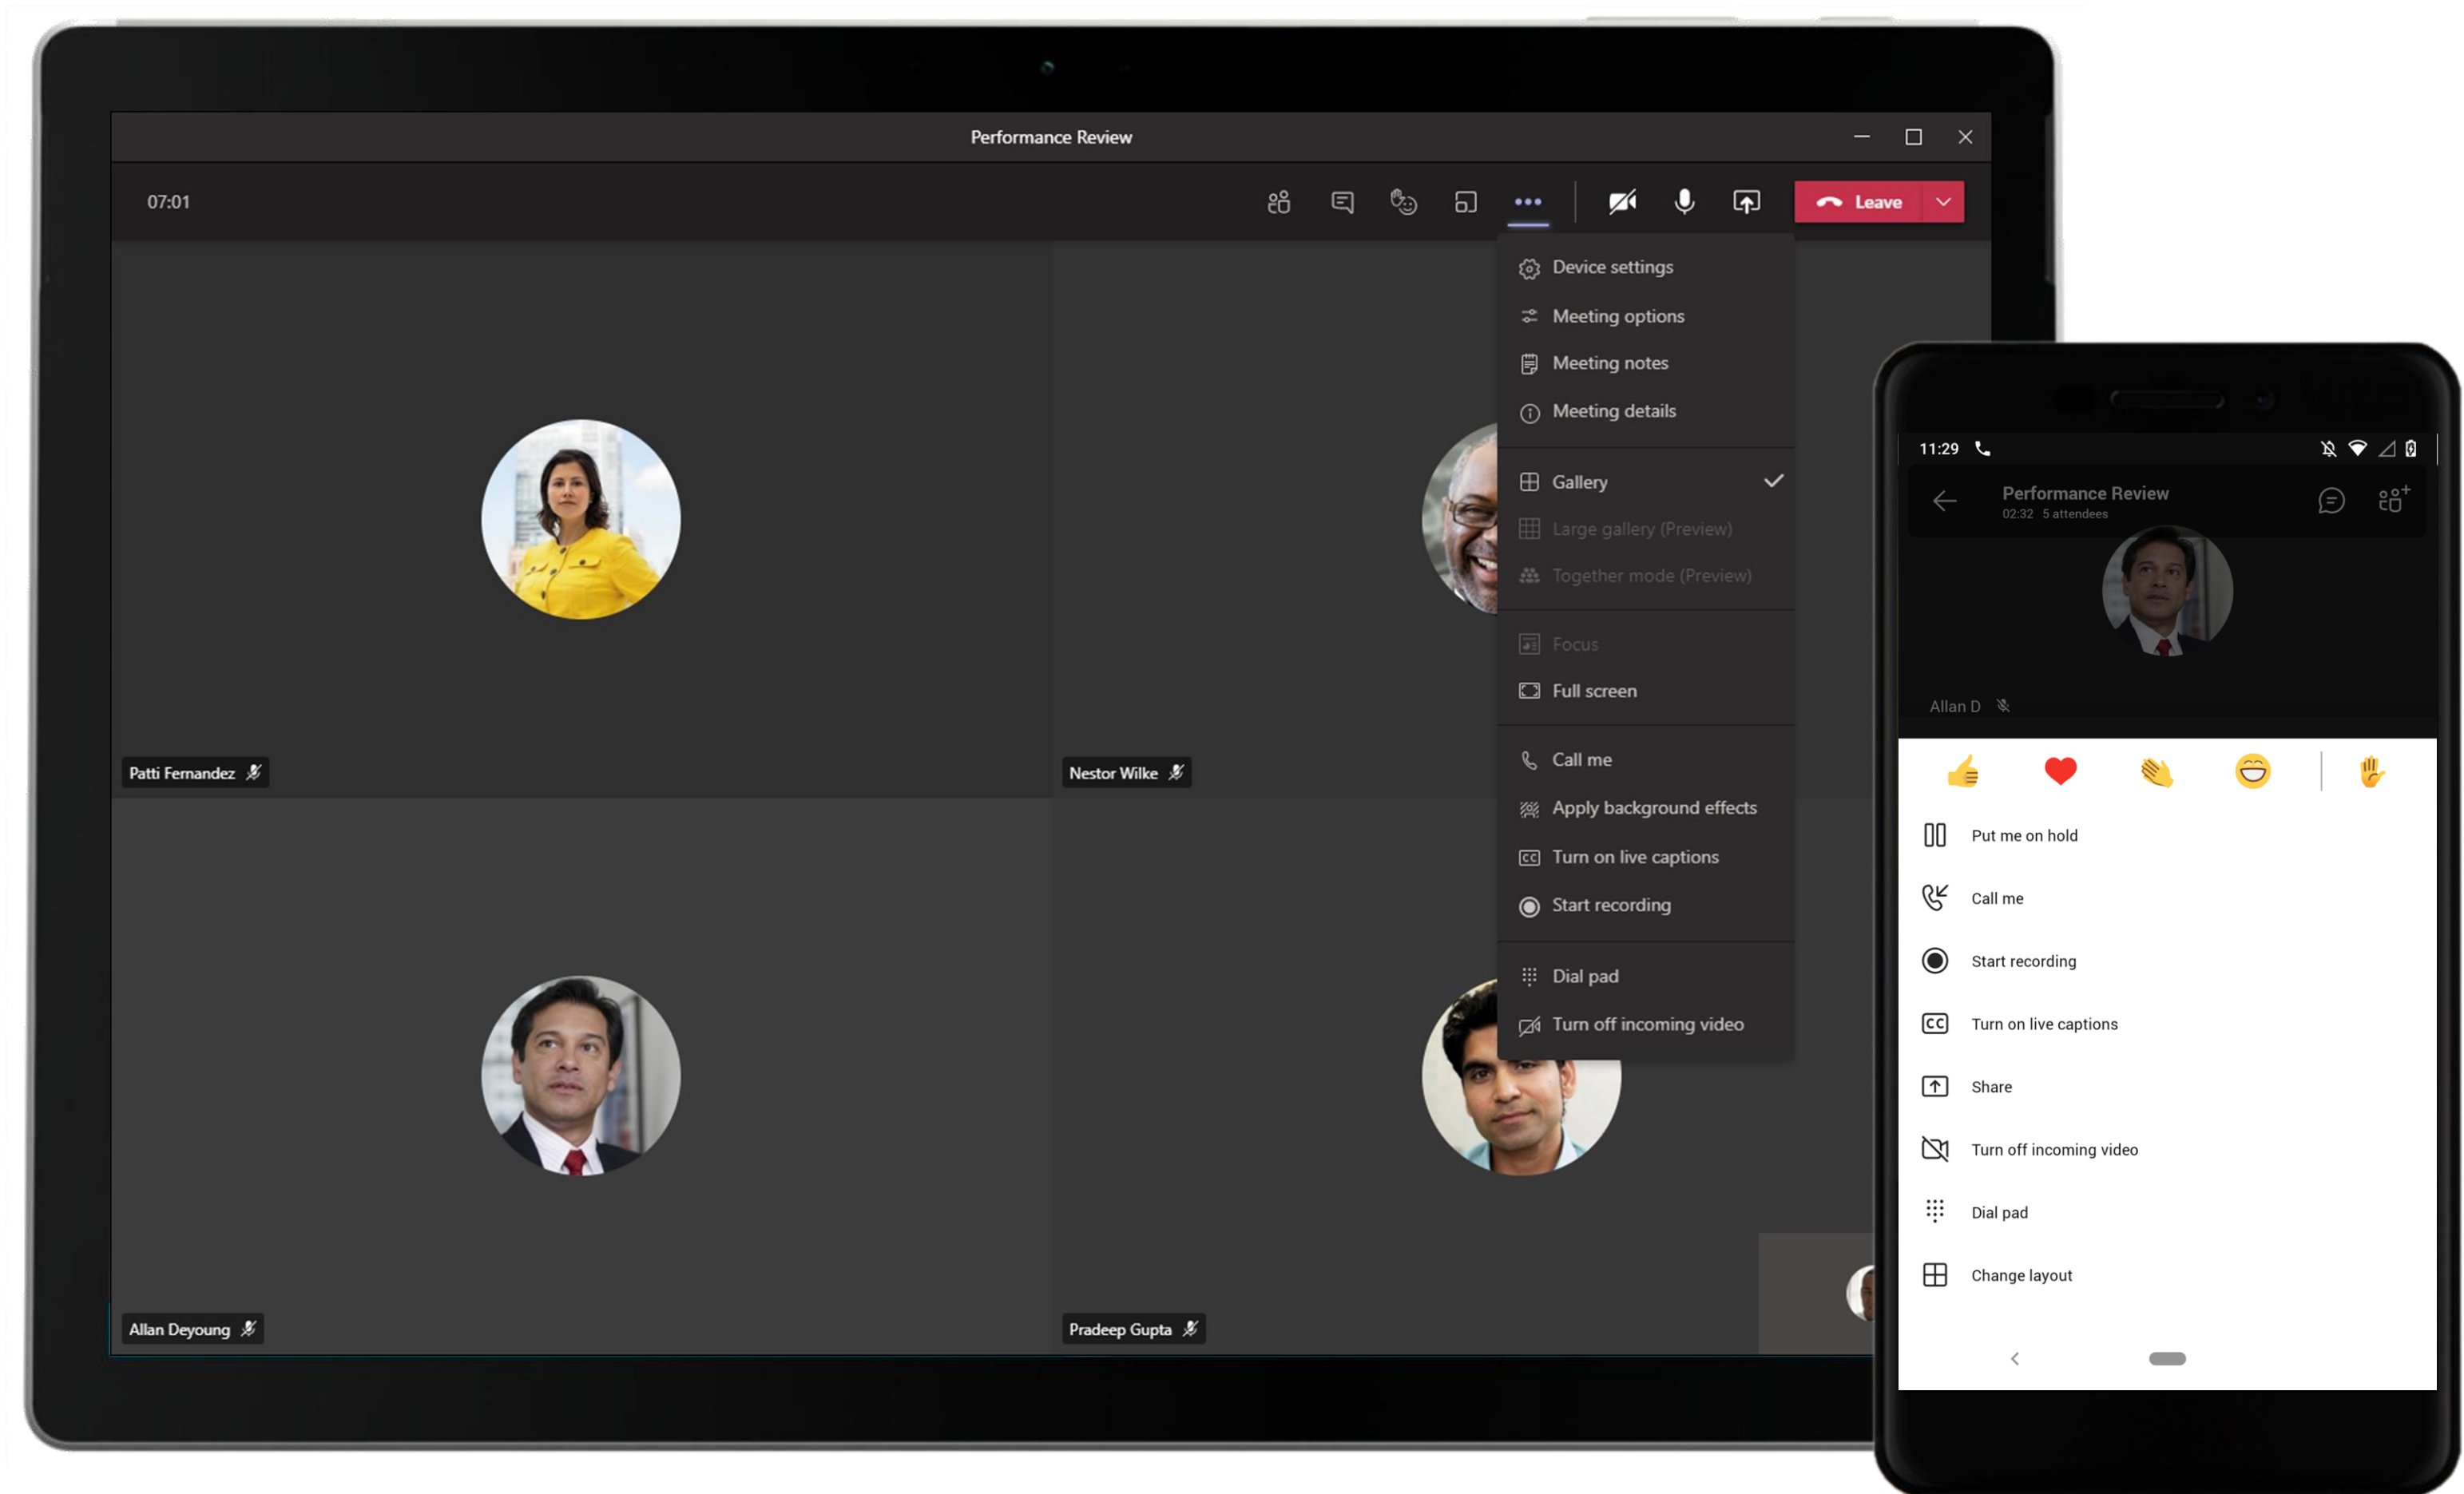 Performance Review
07:01
Leave
Device settings
Meeting options
Meeting notes
Meeting details
Gallery
Large gallery (Preview)
Together mode (Preview)
Focus
Full screen
Call me
Apply background effects
CC Turn on live captions
Start recording
Dial pad
Turn off incoming video
Patti Fernandez
Nestor Wilke
Allan Deyoung
Pradeep Gupta
11:29
Performance Review
02:32 5 attendees
Allan D
Put me on hold
Call me
Start recording
CC Turn on live captions
Share
Turn off incoming video
Dial pad
Change layout